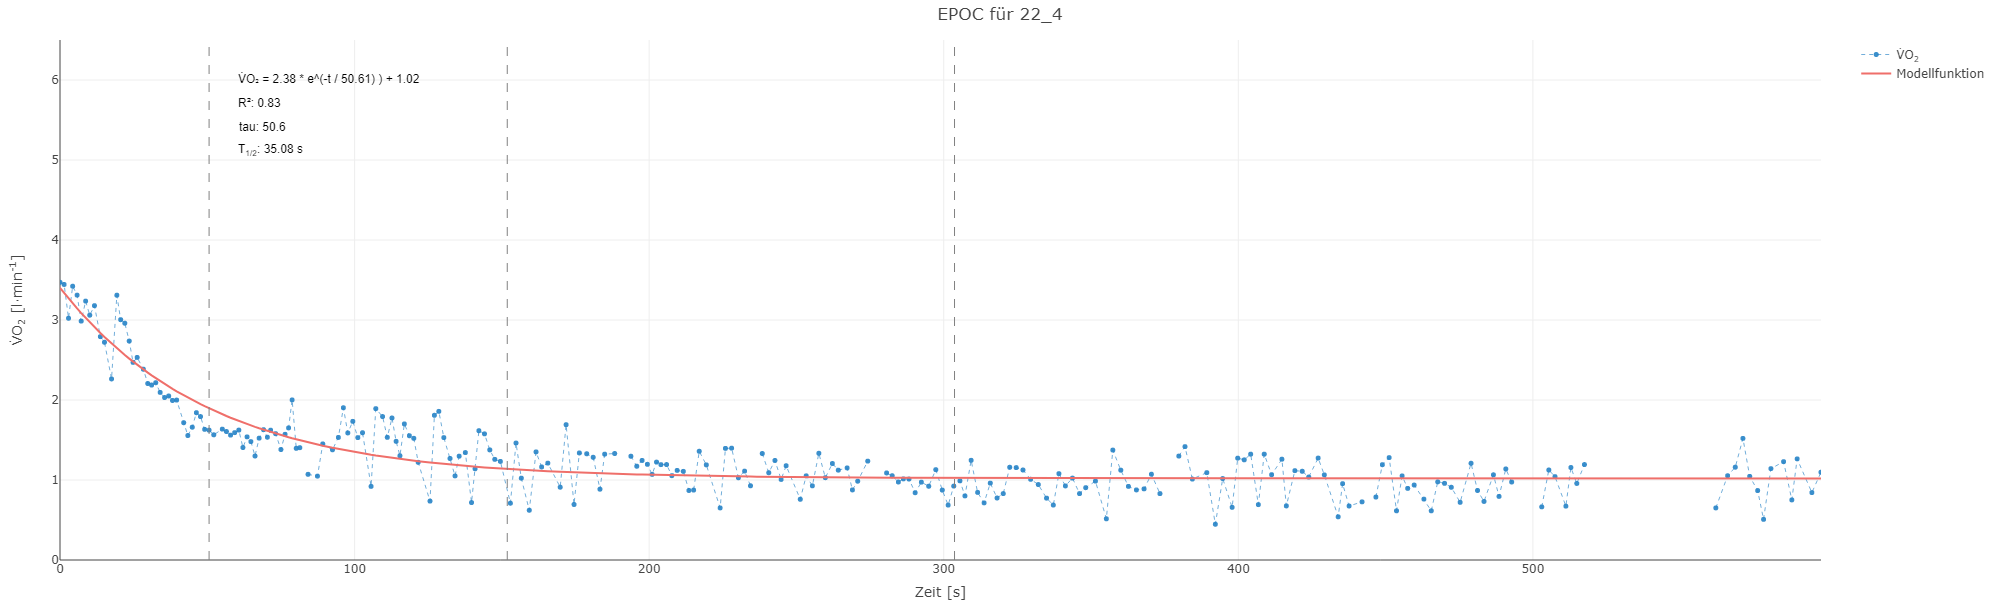 EPOC für 22_4
V̇O₂ = 2.38 * e^(-t / 50.61) ) + 1.02
R²: 0.83
tau: 50.6
T1/2: 35.08 s
V̇O₂
Modellfunktion
V̇O₂ [l·min⁻¹]
6
5
4
3
2
1
0
0 100 200 300 400 500
Zeit [s]